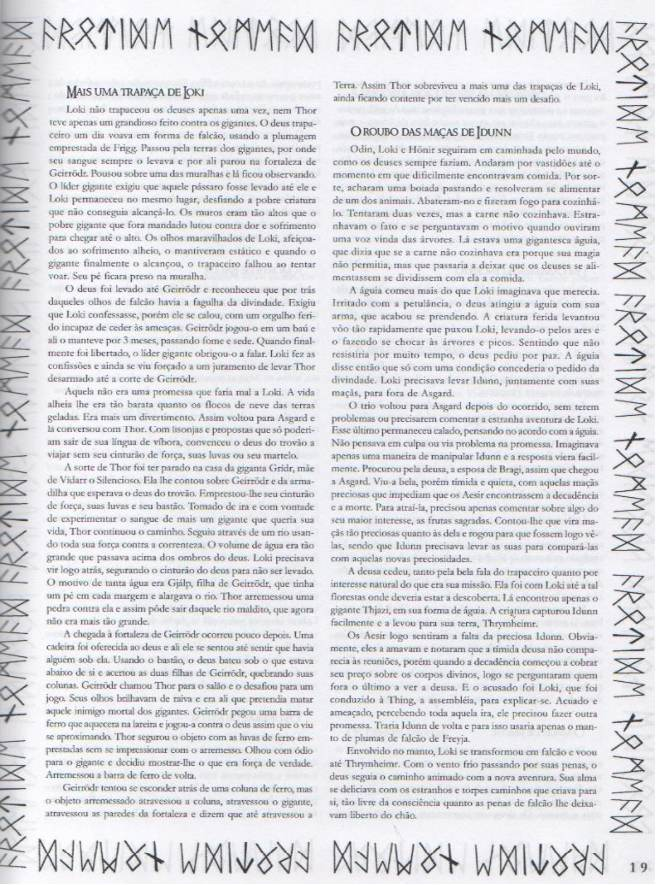 MAIS UMA TRAPAÇA DE LOKI
Loki não trapaceou os deuses apenas uma vez, nem Thor
teve apenas um grandioso feito contra os gigantes. O deus trapa-
ceiro um dia voava em forma de falcão, usando a plumagem
emprestada de Frigg. Passou pela terras dos gigantes, por onde
seu sangue sempre o levava e por ali parou na fortaleza de
Geirrödr. Pousou sobre uma das muralhas e lá ficou observando.
O líder gigante exigiu que aquele pássaro fosse levado até ele e
Loki permaneceu no mesmo lugar, desfiando a pobre criatura
que não conseguia alcançá-lo. Os muros eram tão altos que o
pobre gigante que fora mandado lutou contra dor e sofrimento
para chegar até o alto. Os olhos maravilhados de Loki, afeiçoa-
dos ao sofrimento alheio, o mantiveram estático e quando o
gigante finalmente o alcançou, o trapaceiro falhou ao tentar
voar. Seu pé ficara preso na muralha.
O deus foi levado até Geirrödr e reconheceu que por trás
daqueles olhos de falcão havia a fagulha da divindade. Exigiu
que Loki confessasse, porém ele se calou, com um orgulho feri-
do incapaz de ceder às ameaças. Geirrödr jogou-o em um baú e
ali o manteve por 3 meses, passando fome e sede. Quando final-
mente foi libertado, o líder gigante obrigou-o a falar. Loki fez as
confissões e ainda se viu forçado a um juramento de levar Thor
desarmado até a corte de Geirrödr.
Aquela não era uma promessa que faria mal a Loki. A vida
alheia lhe era tão barata quanto os flocos de neve das terras
geladas. Era mais um divertimento. Assim voltou para Asgard e
lá conversou com Thor. Com lisonjas e propostas que só poderi-
am sair de sua língua de víbora, convenceu o deus do trovão a
viajar sem seu cinturão de força, suas luvas ou seu martelo.
A sorte de Thor foi ter parado na casa da giganta Gridr, mãe
de Vidarr o Silencioso. Ela lhe contou sobre Geirrödr e da arma-
dilha que esperava o deus do trovão. Emprestou-lhe seu cinturão
de força, suas luvas e seu bastão. Tomado de ira e com vontade
de experimentar o sangue de mais um gigante que queria sua
vida, Thor continuou o caminho. Seguiu através de um rio usan-
do toda sua força contra a correnteza. O volume de água era tão
grande que passava acima dos ombros do deus. Loki precisava
vir logo atrás, segurando o cinturão do deus para não ser levado.
O motivo de tanta água era Gjálp, filha de Geirrödr, que tinha
um pé em cada margem e alargava o rio. Thor arremessou uma
pedra contra ela e assim pôde sair daquele rio maldito, que agora
não era mais tão grande.
A chegada à fortaleza de Geirrödr ocorreu pouco depois. Uma
cadeira foi oferecida ao deus e ali ele se sentou até sentir que havia
alguém sob ela. Usando o bastão, o deus bateu sob o que estava
abaixo de si e acertou as duas filhas de Geirrödr, quebrando suas
colunas. Geirrödr chamou Thor para o salão e o desafiou para um
jogo. Seus olhos brilhavam de raiva e era ali que pretendia matar
aquele inimigo mortal dos gigantes. Geirrödr pegou uma barra de
ferro que aquecera na lareira e jogou-a contra o deus assim que o viu
se aproximando. Thor segurou o objeto com as luvas de ferro em-
prestadas sem se impressionar com o arremesso. Olhou com ódio
para o gigante e decidiu mostrar-lhe o que era força de verdade.
Arremessou a barra de ferro de volta.
Geirrödr tentou se esconder atrás de uma coluna de ferro, mas
o objeto arremessado atravessou a coluna, atravessou o gigante,
atravessou as paredes da fortaleza e dizem que até atravessou a
Terra. Assim Thor sobreviveu a mais uma das trapaças de Loki,
ainda ficando contente por ter vencido mais um desafio.
O ROUBO DAS MAÇAS DE IDUNN
Odin, Loki e Hönir seguiram em caminhada pelo mundo,
como os deuses sempre faziam. Andaram por vastidões até o
momento em que dificilmente encontravam comida. Por sor-
te, acharam uma boiada pastando e resolveram se alimentar
de um dos animais. Abateram-no e fizeram fogo para cozinhá-
lo. Tentaram duas vezes, mas a carne não cozinhava. Estra-
nhavam o fato e se perguntavam o motivo quando ouviram
uma voz vinda das árvores. Lá estava uma gigantesca águia,
que dizia que se a carne não cozinhava era porque sua magia
não permitia, mas que passaria a deixar que os deuses se ali-
mentassem se dividissem com ela a comida.
A águia comeu mais do que Loki imaginava que merecia.
Irritado com a petulância, o deus atingiu a águia com sua
arma, que acabou se prendendo. A criatura ferida levantou
vôo tão rapidamente que puxou Loki, levando-o pelos ares e
o fazendo se chocar às árvores e picos. Sentindo que não
resistiria por muito tempo, o deus pediu por paz. A águia
disse então que só com uma condição concederia o pedido da
divindade. Loki precisava levar Idunn, juntamente com suas
maçãs, para fora de Asgard.
O trio voltou para Asgard depois do ocorrido, sem terem
problemas ou precisarem comentar a estranha aventura de Loki.
Esse último permaneceu calado, pensando no acordo com a águia.
Não pensava em culpa ou via problema na promessa. Imaginava
apenas uma maneira de manipular Idunn e a resposta viera facil-
mente. Procurou pela deusa, a esposa de Bragi, assim que chegou
a Asgard. Viu-a bela, porém tímida e quieta, com aquelas maçãs
preciosas que impediam que os Aesir encontrassem a decadência
e a morte. Para atraí-la, precisou apenas comentar sobre algo do
seu maior interesse, as frutas sagradas. Contou-lhe que vira ma-
çãs tão preciosas quanto às dela e rogou para que fossem logo vê-
las, sendo que Idunn precisava levar as suas para compará-las
com aquelas novas preciosidades.
A deusa cedeu, tanto pela bela fala do trapaceiro quanto por
interesse natural do que era sua missão. Ela foi com Loki até a tal
florestas onde deveria estar a descoberta. Lá encontrou apenas o
gigante Thjazi, em sua forma de águia. A criatura capturou Idunn
facilmente e a levou para sua terra, Thrymheimr.
Os Aesir logo sentiram a falta da preciosa Idunn. Obvia-
mente, eles a amavam e notaram que a tímida deusa não compa-
recia às reuniões, porém quando a decadência começou a cobrar
seu preço sobre os corpos divinos, logo se perguntaram quem
fora o último a ver a deusa. E o acusado foi Loki, que foi
conduzido à Thing, a assembléia, para explicar-se. Acuado e
ameaçado, percebendo toda aquela ira, ele precisou fazer outra
promessa. Traria Idunn de volta e para isso usaria apenas o man-
to de plumas de falcão de Freyja.
Envolvido no manto, Loki se transformou em falcão e voou
até Thrymheimr. Com o vento frio passando por suas penas, o
deus seguia o caminho animado com a nova aventura. Sua alma
se deliciava com os estranhos e torpes caminhos que criava para
si, tão livre da consciência quanto as penas de falcão lhe deixa-
vam liberto do chão.
19